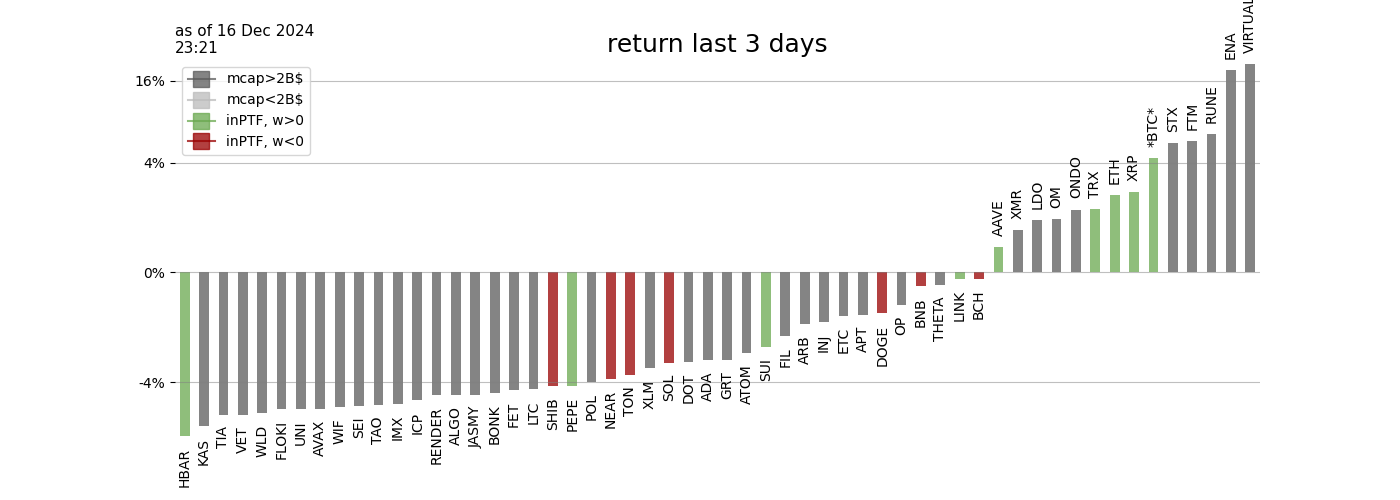 as of 16 Dec 2024
23:21
return last 3 days
mcap>2B$
mcap<2B$
inPTF, w>0
inPTF, w<0
16%
4%
0%
-4%
HBAR
KAS
TIA
VET
WLD
FLOKI
UNI
AVAX
WIF
SEI
TAO
IMX
ICP
RENDER
ALGO
JASMY
BONK
FET
LTC
SHIB
PEPE
POL
NEAR
TON
XLM
SOL
DOT
ADA
GRT
ATOM
SUI
FIL
ARB
INJ
ETC
APT
DOGE
OP
BNB
THETA
LINK
BCH
AAVE
XMR
LDO
OM
ONDO
TRX
ETH
XRP
*BTC*
STX
FTM
RUNE
ENA
VIRTUAL